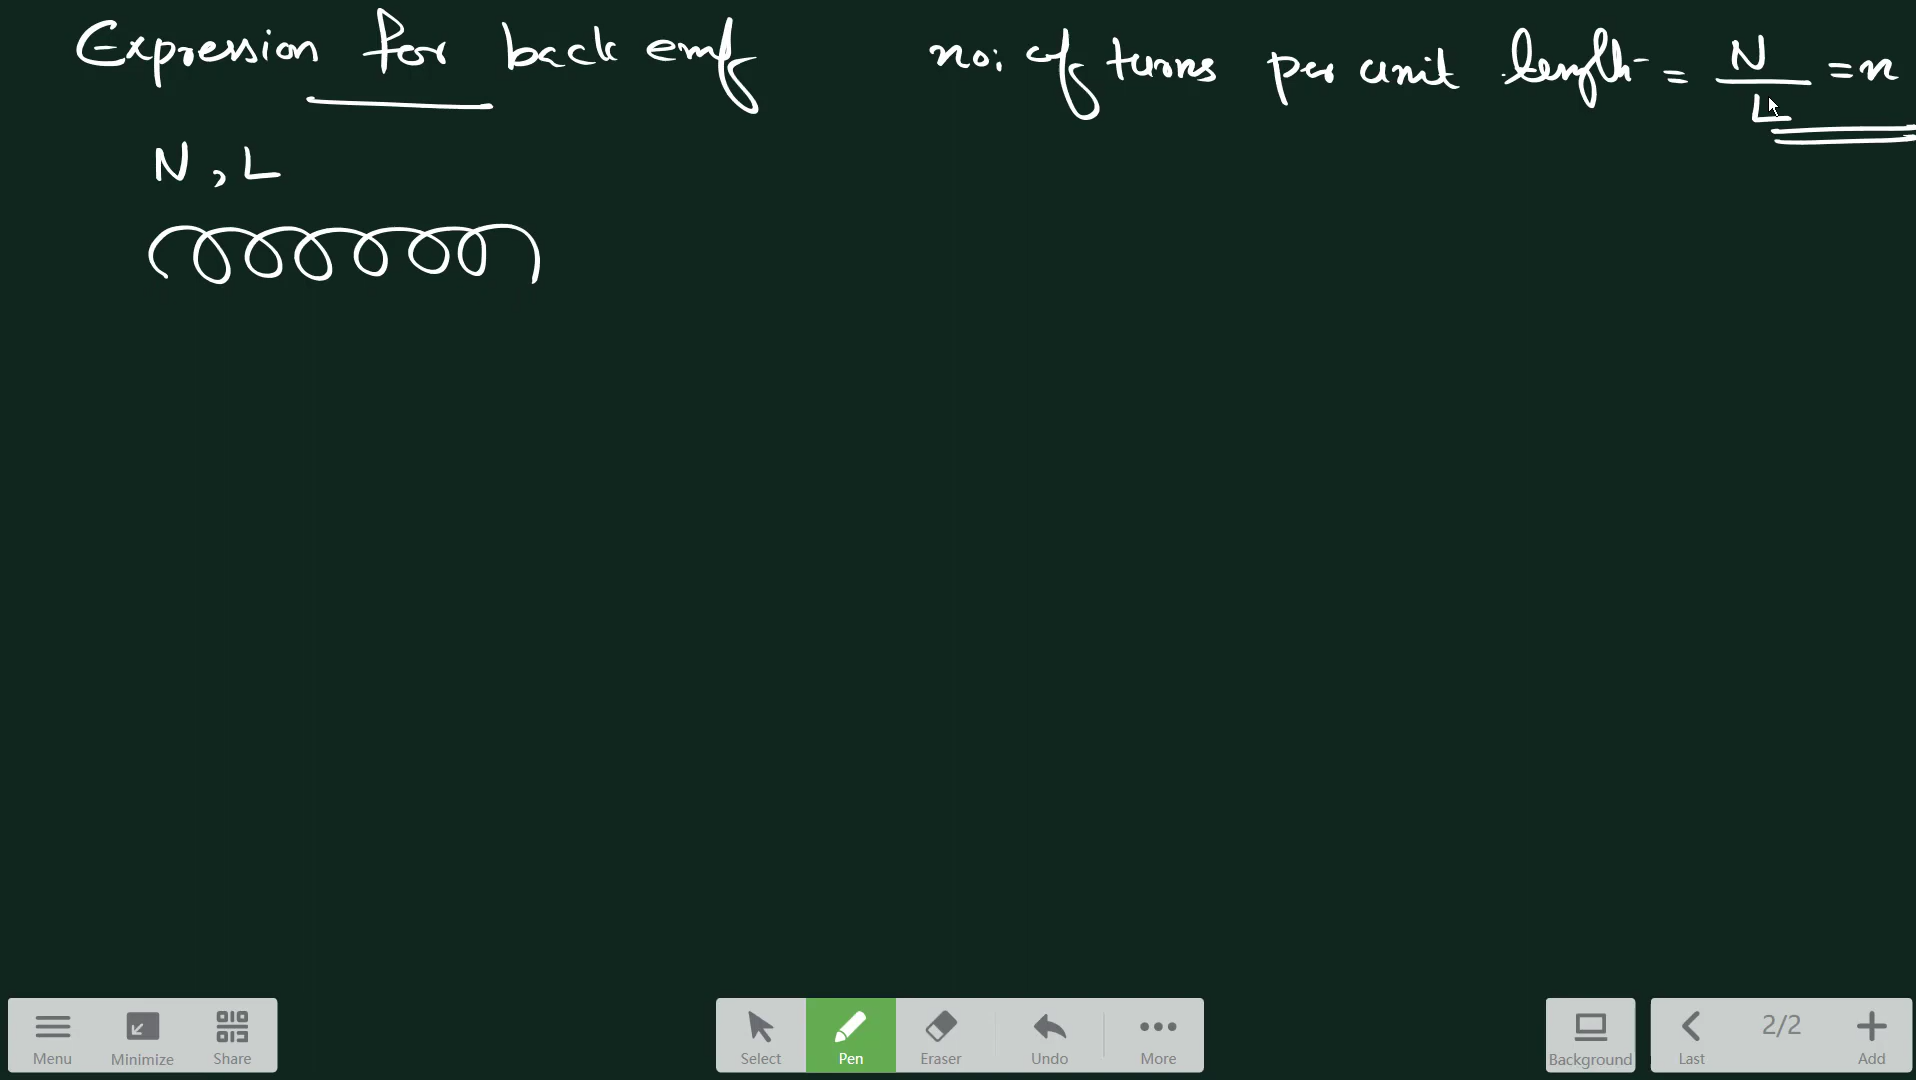 Expression for back emf
no: of turns per unit length = N/L = n
N, L
Menu
Minimize
Share
Select
Pen
Eraser
Undo
More
Background
Last
2/2
Add